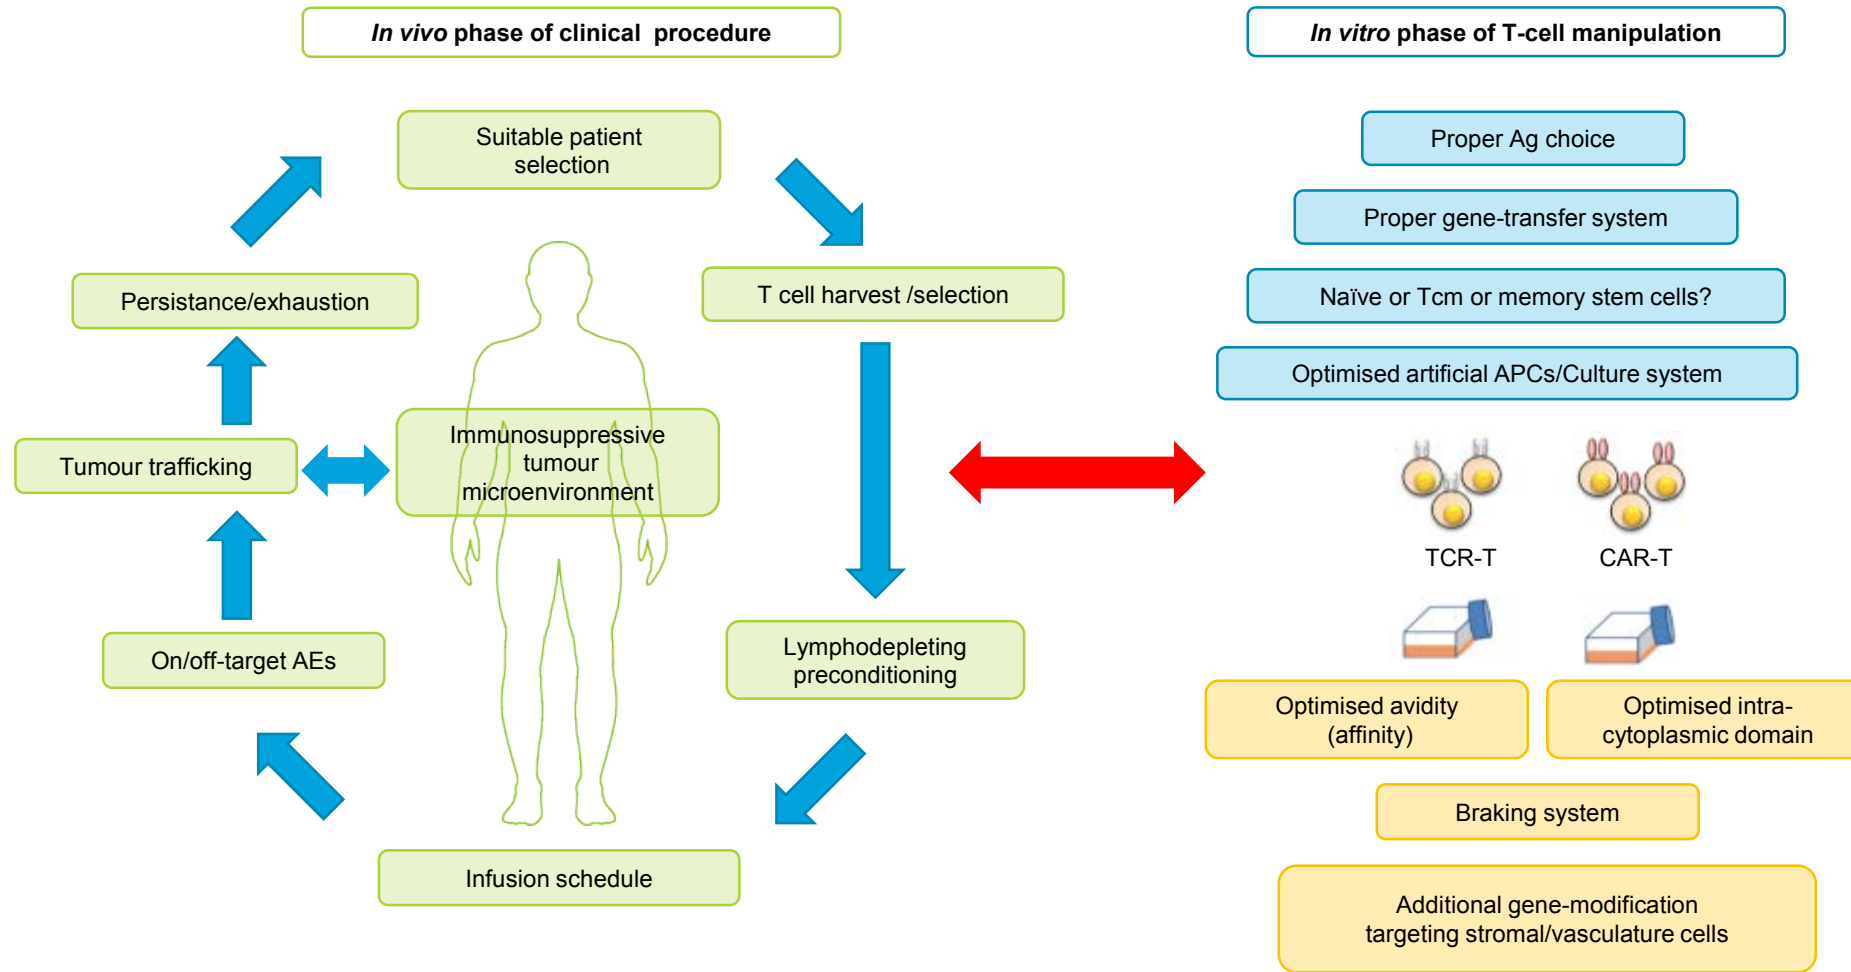 In vivo phase of clinical procedure
Suitable patient
selection
Persistance/exhaustion
T cell harvest /selection
Tumour trafficking
Immunosuppressive
tumour
microenvironment
On/off-target AEs
Lymphodepleting
preconditioning
Infusion schedule
In vitro phase of T-cell manipulation
Proper Ag choice
Proper gene-transfer system
Naïve or Tcm or memory stem cells?
Optimised artificial APCs/Culture system
TCR-T
CAR-T
Optimised avidity
(affinity)
Optimised intra-
cytoplasmic domain
Braking system
Additional gene-modification
targeting stromal/vasculature cells